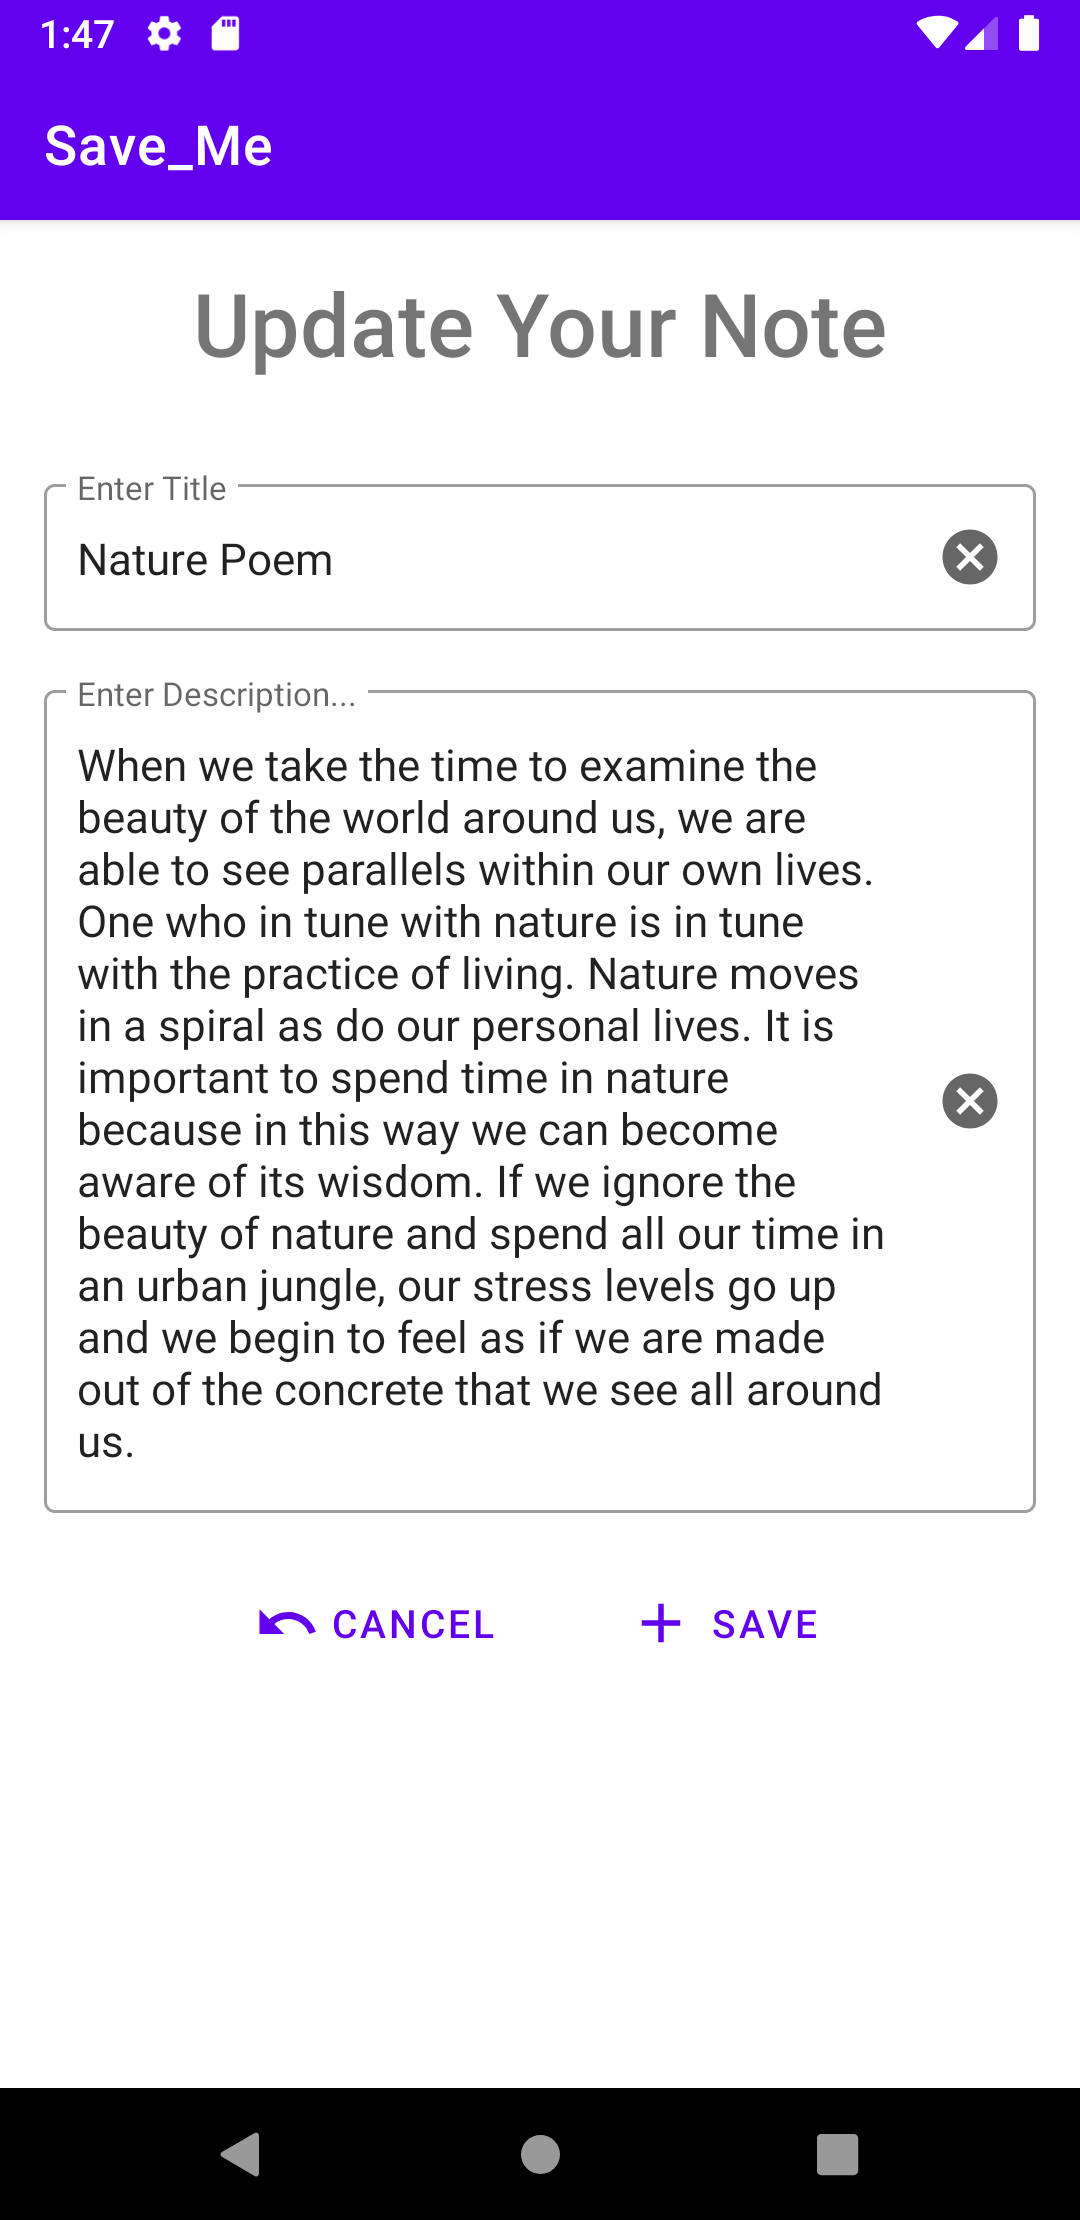 1:47
Save_Me
Update Your Note
Enter Title
Nature Poem
Enter Description...
When we take the time to examine the
beauty of the world around us, we are
able to see parallels within our own lives.
One who in tune with nature is in tune
with the practice of living. Nature moves
in a spiral as do our personal lives. It is
important to spend time in nature
because in this way we can become
aware of its wisdom. If we ignore the
beauty of nature and spend all our time in
an urban jungle, our stress levels go up
and we begin to feel as if we are made
out of the concrete that we see all around
us.
CANCEL
SAVE